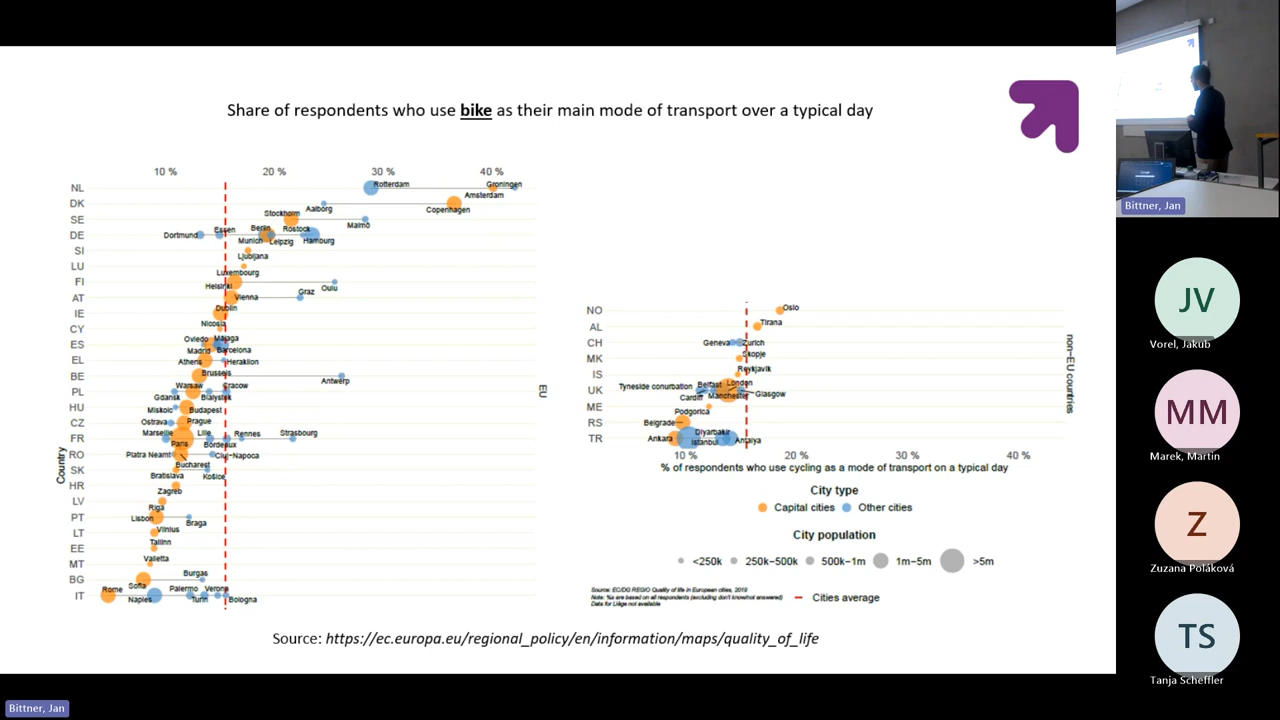 Share of respondents who use bike as their main mode of transport over a typical day
10 % 20 % 30 % 40 %
NL Rotterdam Groningen Amsterdam
DK Aalborg Copenhagen
SE Stockholm Malmö
DE Dortmund Essen Berlin Munich Leipzig Rostock Hamburg
SI Ljubljana
LU Luxembourg
FI Helsinki Oulu
AT Vienna Graz
IE Dublin
CY Nicosia
ES Oviedo Madrid Malaga Barcelona
EL Athens Heraklion
BE Brussels Antwerp
PL Gdansk Warsaw Bialystok Cracow
HU Miskolc Budapest
CZ Ostrava Prague
FR Marseille Paris Lille Bordeaux Rennes Strasbourg
RO Piatra Neamt Bucharest Cluj-Napoca
SK Bratislava Košice
HR Zagreb
LV Riga
PT Lisbon Braga
LT Vilnius
EE Tallinn
MT Valletta
BG Sofia Burgas
IT Rome Naples Palermo Turin Verona Bologna
Country
EU
NO Oslo
AL Tirana
CH Geneva Zurich
MK Skopje
IS Reykjavik
UK Tyneside conurbation Belfast Cardiff London Manchester Glasgow
ME Podgorica
RS Belgrade
TR Ankara Istanbul Diyarbakir Antalya
non-EU countries
10 % 20 % 30 % 40 %
% of respondents who use cycling as a mode of transport on a typical day
City type
Capital cities Other cities
City population
<250k 250k–500k 500k–1m 1m–5m >5m
Source: EC/DG REGIO Quality of life in European cities, 2019
Note: %s are based on all respondents (excluding don't know/not answered)
Data for Liège not available
Cities average
Source: https://ec.europa.eu/regional_policy/en/information/maps/quality_of_life
Bittner, Jan
Bittner, Jan
JV
Vorel, Jakub
MM
Marek, Martin
Z
Zuzana Poláková
TS
Tanja Scheffler